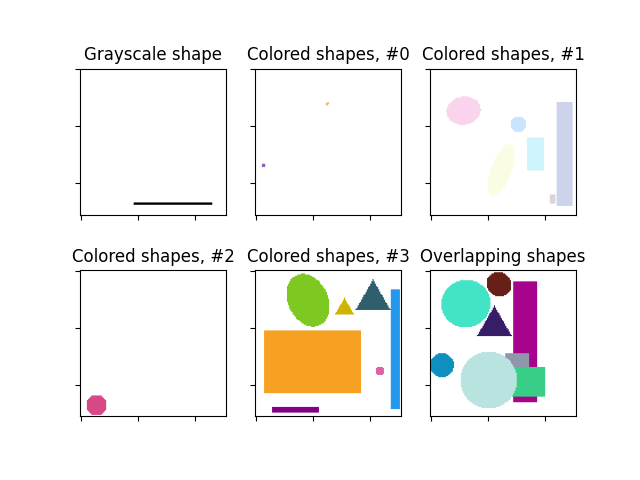 Grayscale shape
Colored shapes, #0
Colored shapes, #1
Colored shapes, #2
Colored shapes, #3
Overlapping shapes